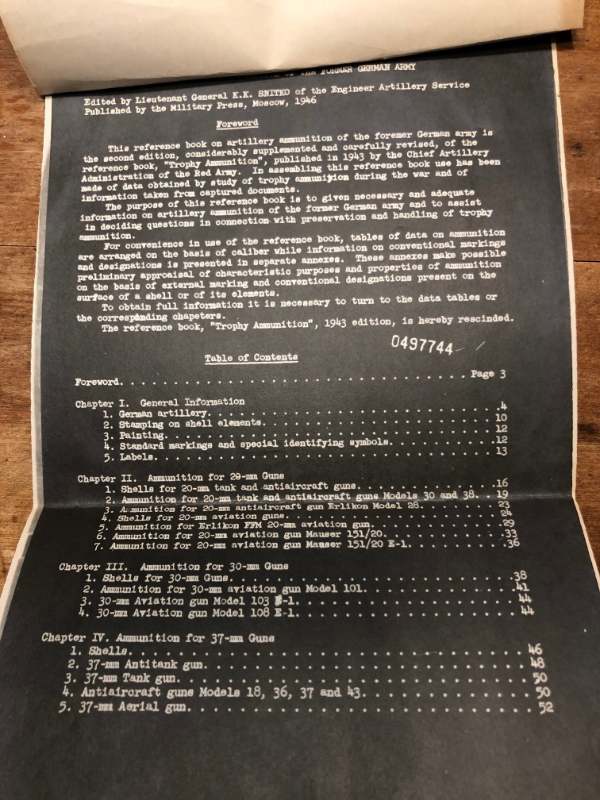 OF THE FORMER GERMAN ARMY
Edited by Lieutenant General K.K. SNITKO of the Engineer Artillery Service
Published by the Military Press, Moscow, 1946
Foreword
This reference book on artillery ammunition of the foremer German army is
the second edition, considerably supplemented and carefully revised, of the
reference book, "Trophy Ammunition", published in 1943 by the Chief Artillery
Administration of the Red Army. In assembling this reference book use has been
made of data obtained by study of trophy ammunition during the war and of
information taken from captured documents.
The purpose of this reference book is to given necessary and adequate
information on artillery ammunition of the former German army and to assist
in deciding questions in connection with preservation and handling of trophy
ammunition.
For convenience in use of the reference book, tables of data on ammunition
are arranged on the basis of caliber while information on conventional markings
and designations is presented in separate annexes. These annexes make possible
preliminary appraisal of characteristic purposes and properties of ammunition
on the basis of external marking and conventional designations present on the
surface of a shell or of its elements.
To obtain full information it is necessary to turn to the data tables or
the corresponding chapeters.
The reference book, "Trophy Ammunition", 1943 edition, is hereby rescinded.
0497744
Table of Contents
Foreword. . . . . . . . . . . . . . . . . . . . . . . . . . . . . . . . . . Page 3
Chapter I. General Information
1. German artillery. . . . . . . . . . . . . . . . . . . . . . . . . . . . 4
2. Stamping on shell elements. . . . . . . . . . . . . . . . . . . . . . 10
3. Painting. . . . . . . . . . . . . . . . . . . . . . . . . . . . . . . 12
4. Standard markings and special identifying symbols. . . . . . . . . . 12
5. Labels. . . . . . . . . . . . . . . . . . . . . . . . . . . . . . . . 13
Chapter II. Ammunition for 20-mm Guns
1. Shells for 20-mm tank and antiaircraft guns. . . . . . . . . . . . . 16
2. Ammunition for 20-mm tank and antiaircraft guns Models 30 and 38. . . 19
3. Ammunition for 20-mm antiaircraft gun Erlikon Model 28. . . . . . . . 23
4. Shells for 20-mm aviation guns. . . . . . . . . . . . . . . . . . . . 24
5. Ammunition for Erlikon FFM 20-mm aviation gun. . . . . . . . . . . . 29
6. Ammunition for 20-mm aviation gun Mauser 151/20. . . . . . . . . . . 33
7. Ammunition for 20-mm aviation gun Mauser 151/20 E-1. . . . . . . . . 36
Chapter III. Ammunition for 30-mm Guns
1. Shells for 30-mm Guns. . . . . . . . . . . . . . . . . . . . . . . . 38
2. Ammunition for 30-mm aviation gun Model 101. . . . . . . . . . . . . 41
3. 30-mm Aviation gun Model 103 E-1. . . . . . . . . . . . . . . . . . . 44
4. 30-mm Aviation gun Model 108 E-1. . . . . . . . . . . . . . . . . . . 44
Chapter IV. Ammunition for 37-mm Guns
1. Shells. . . . . . . . . . . . . . . . . . . . . . . . . . . . . . . . 46
2. 37-mm Antitank gun. . . . . . . . . . . . . . . . . . . . . . . . . . 48
3. 37-mm Tank gun. . . . . . . . . . . . . . . . . . . . . . . . . . . . 50
4. Antiaircraft guns Models 18, 36, 37 and 43. . . . . . . . . . . . . . 50
5. 37-mm Aerial gun. . . . . . . . . . . . . . . . . . . . . . . . . . . 52